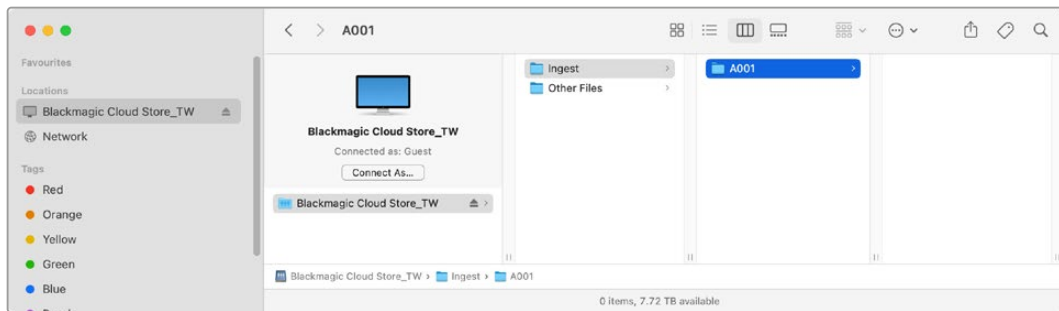 A001
Favourites
Locations
Blackmagic Cloud Store_TW
Network
Tags
Red
Orange
Yellow
Green
Blue
Blackmagic Cloud Store_TW
Connected as: Guest
Connect As...
Blackmagic Cloud Store_TW
Ingest
Other Files
A001
Blackmagic Cloud Store_TW › Ingest › A001
0 items, 7.72 TB available